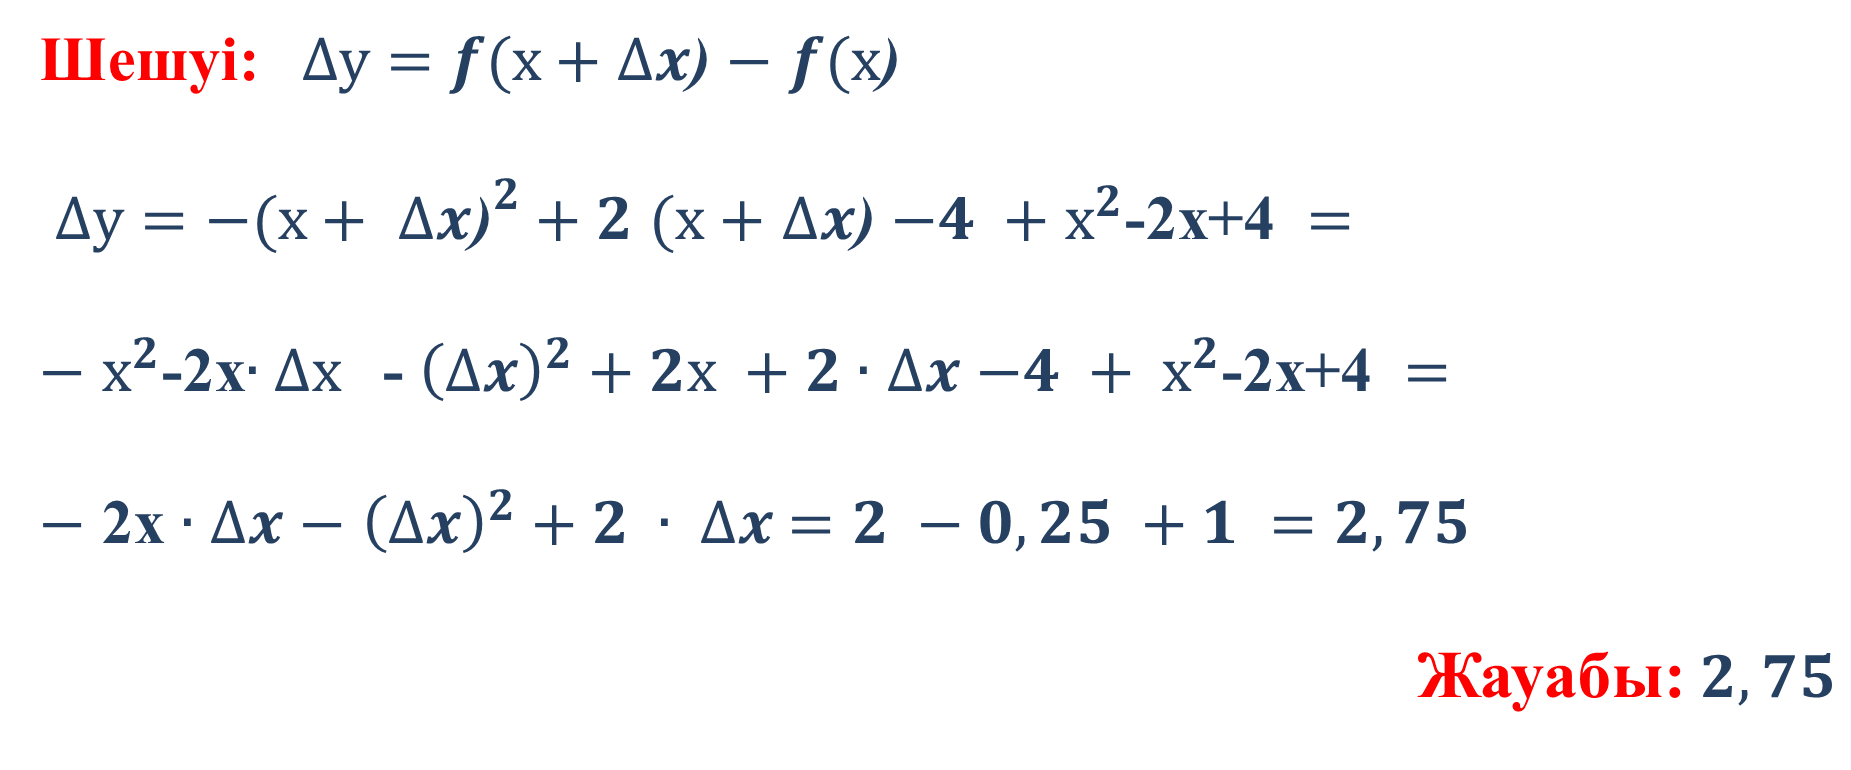 Шешуі: Δy = f(x + Δx) − f(x)
Δy = −(x + Δx)² + 2 (x + Δx) −4 + x²-2x+4 =
− x²-2x· Δx - (Δx)² + 2x + 2 · Δx −4 + x²-2x+4 =
− 2x · Δx − (Δx)² + 2 · Δx = 2 − 0,25 + 1 = 2,75
Жауабы: 2,75